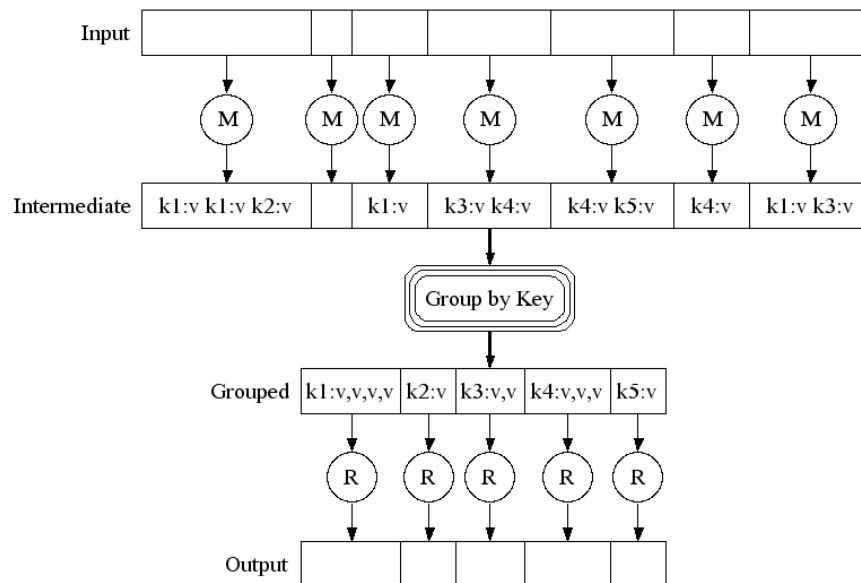 Input
M M M M M M M
Intermediate k1:v k1:v k2:v k1:v k3:v k4:v k4:v k5:v k4:v k1:v k3:v
Group by Key
Grouped k1:v,v,v,v k2:v k3:v,v k4:v,v,v k5:v
R R R R R
Output